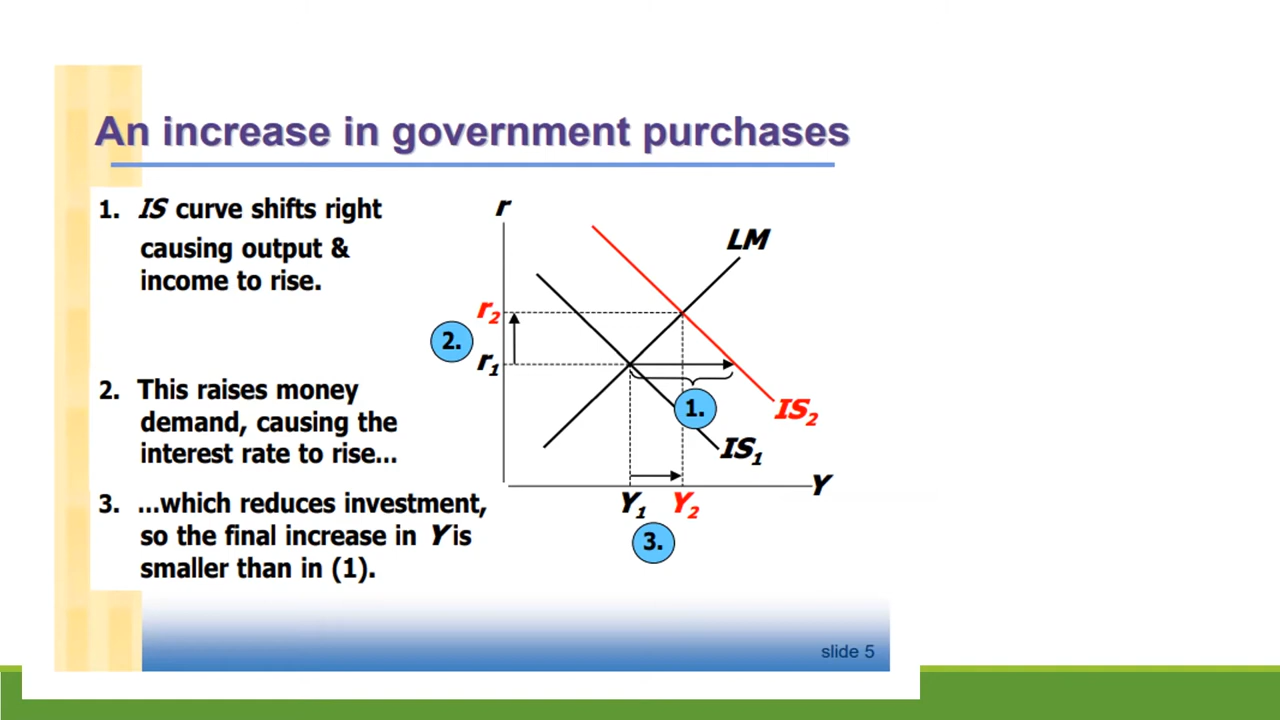 An increase in government purchases
1. IS curve shifts right
causing output &
income to rise.
2. This raises money
demand, causing the
interest rate to rise...
3. ...which reduces investment,
so the final increase in Y is
smaller than in (1).
r
LM
r2
2.
r1
1.
IS2
IS1
Y
Y1 Y2
3.
slide 5